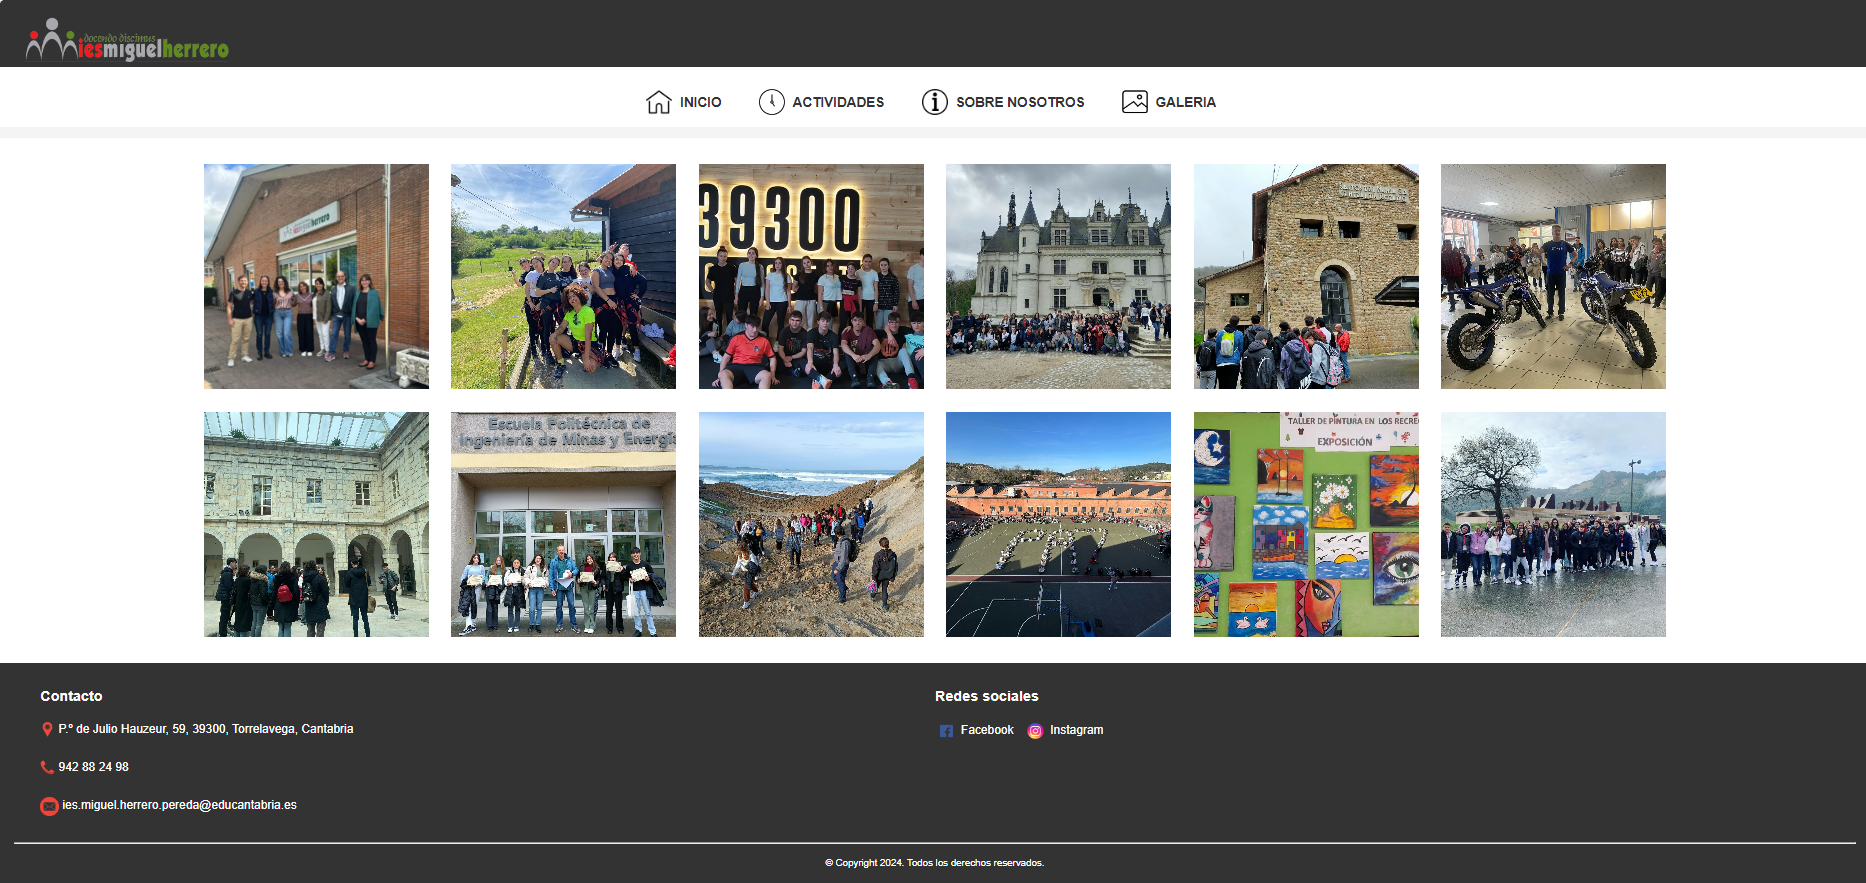 docendo discimus
iesmiguelherrero
INICIO
ACTIVIDADES
SOBRE NOSOTROS
GALERIA
iesmiguelherrero
39300
Escuela Politécnica de
Ingeniería de Minas y Energía
TALLER DE PINTURA EN LOS RECRE
EXPOSICIÓN
Contacto
P.º de Julio Hauzeur, 59, 39300, Torrelavega, Cantabria
942 88 24 98
ies.miguel.herrero.pereda@educantabria.es
Redes sociales
Facebook
Instagram
© Copyright 2024. Todos los derechos reservados.